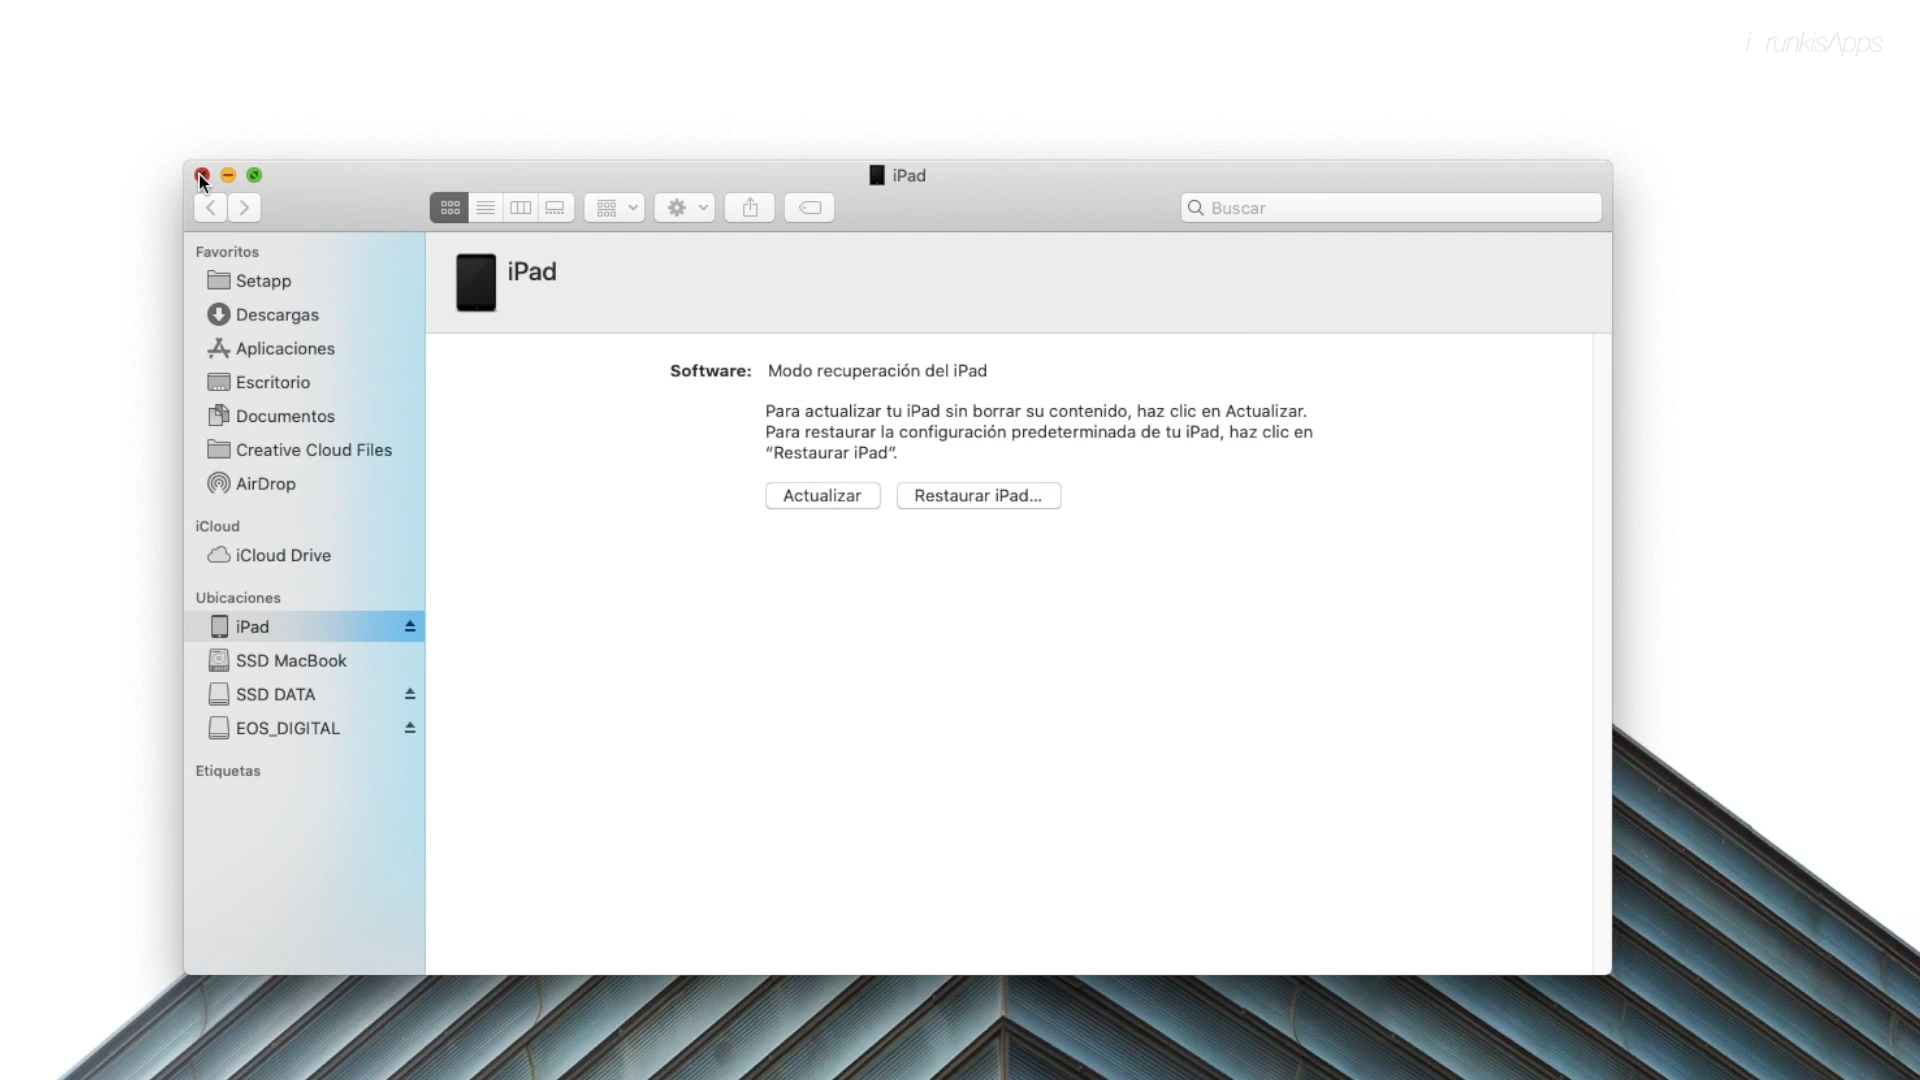 runkisApps
iPad
Buscar
Favoritos
Setapp
Descargas
Aplicaciones
Escritorio
Documentos
Creative Cloud Files
AirDrop
iCloud
iCloud Drive
Ubicaciones
iPad
SSD MacBook
SSD DATA
EOS_DIGITAL
Etiquetas
iPad
Software: Modo recuperación del iPad
Para actualizar tu iPad sin borrar su contenido, haz clic en Actualizar.
Para restaurar la configuración predeterminada de tu iPad, haz clic en
“Restaurar iPad”.
Actualizar Restaurar iPad...